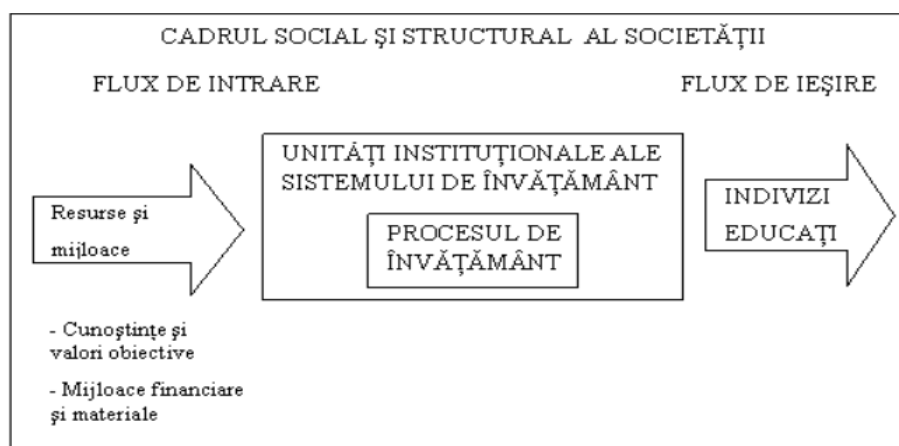 CADRUL SOCIAL ŞI STRUCTURAL AL SOCIETĂŢII
FLUX DE INTRARE
FLUX DE IEŞIRE
Resurse şi
mijloace
UNITĂŢI INSTITUŢIONALE ALE
SISTEMULUI DE ÎNVĂŢĂMÂNT
PROCESUL DE
ÎNVĂŢĂMÂNT
INDIVIZI
EDUCAŢI
- Cunoştinţe şi
valori obiective
- Mijloace financiare
şi materiale